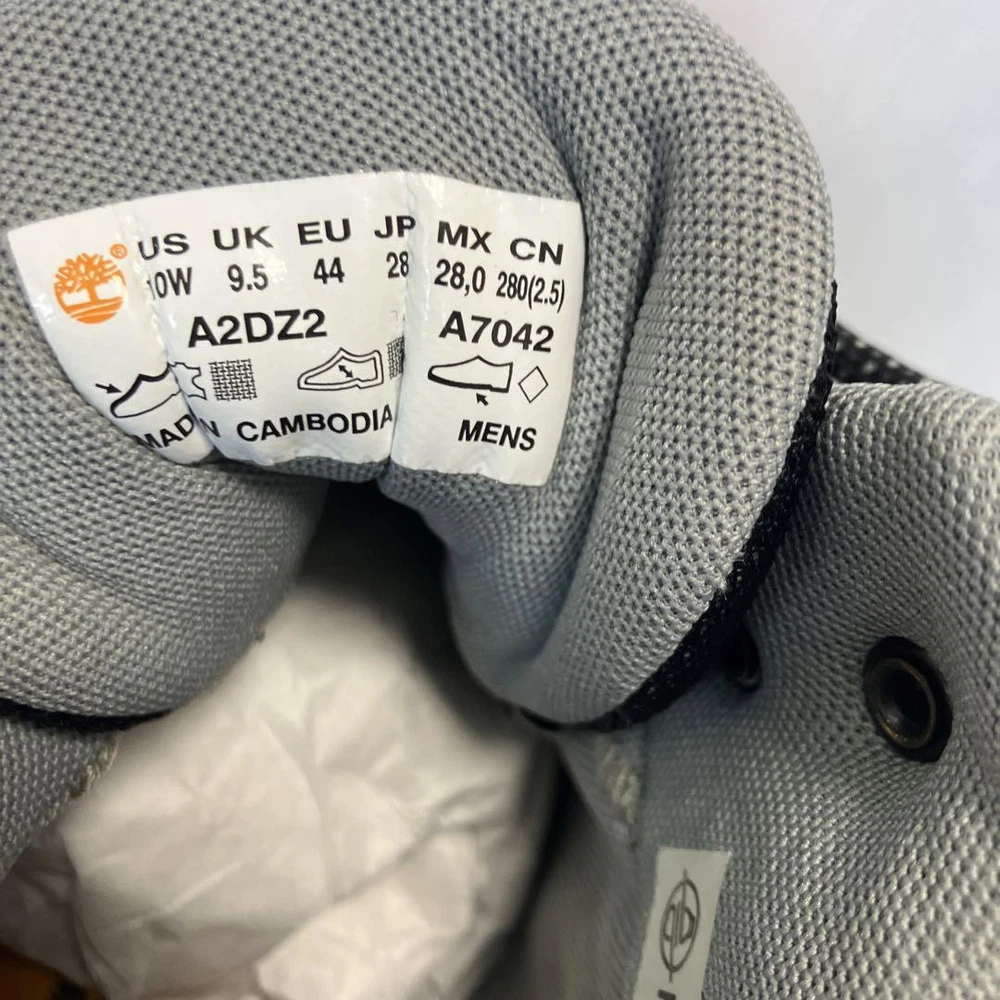 US UK EU JP MX CN
10W 9.5 44 28 28,0 280(2.5)
A2DZ2 A7042
MAD N CAMBODIA MENS